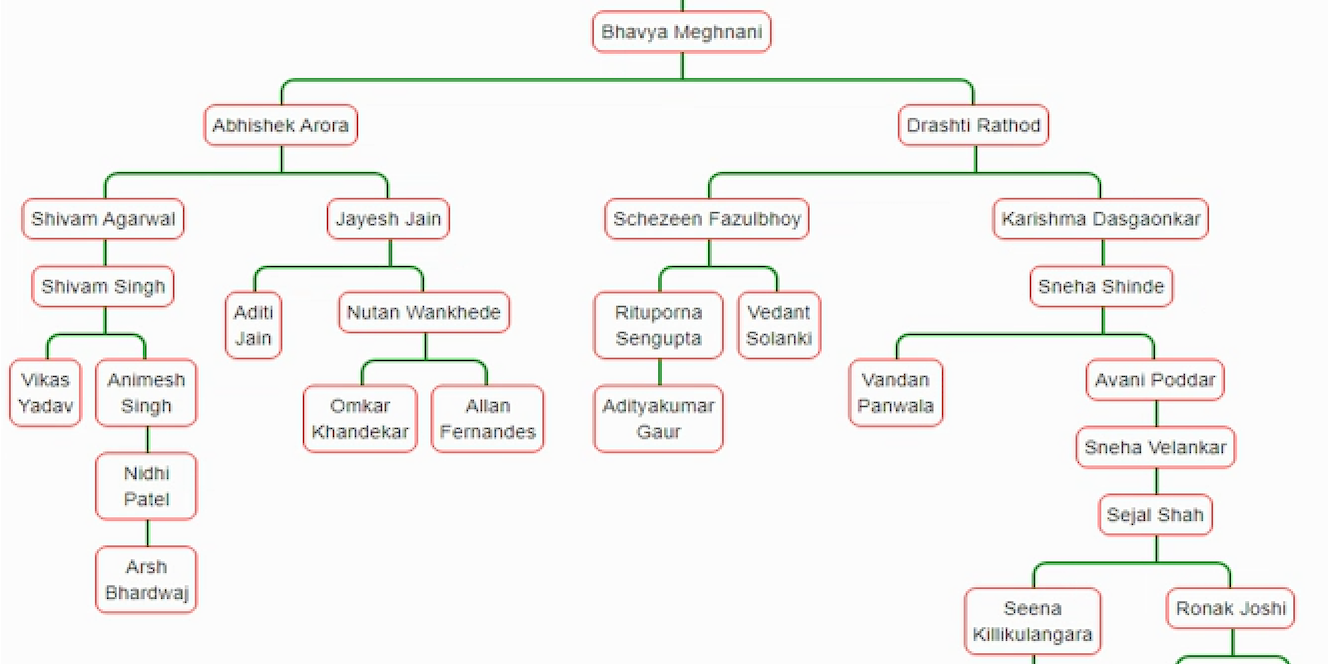 Bhavya Meghnani
Abhishek Arora
Drashti Rathod
Shivam Agarwal
Jayesh Jain
Schezeen Fazulbhoy
Karishma Dasgaonkar
Shivam Singh
Aditi
Jain
Nutan Wankhede
Rituporna
Sengupta
Vedant
Solanki
Sneha Shinde
Vikas
Yadav
Animesh
Singh
Omkar
Khandekar
Allan
Fernandes
Adityakumar
Gaur
Vandan
Panwala
Avani Poddar
Sneha Velankar
Nidhi
Patel
Sejal Shah
Arsh
Bhardwaj
Seena
Killikulangara
Ronak Joshi